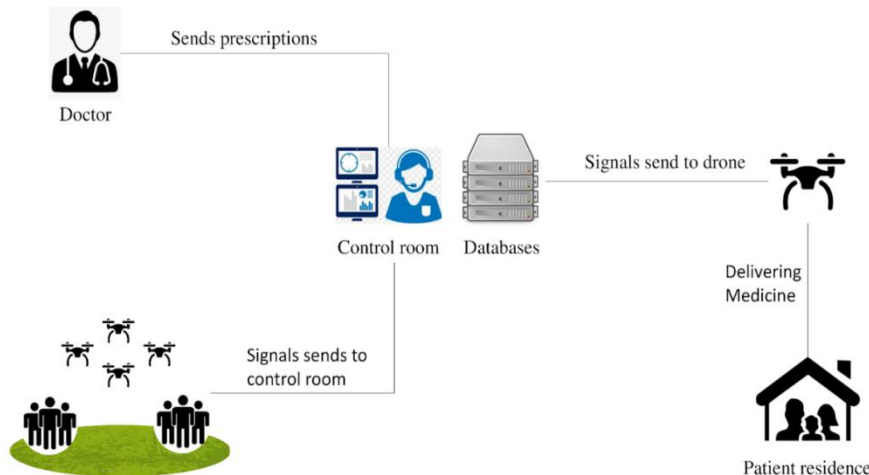 Sends prescriptions
Doctor
Signals send to drone
Control room
Databases
Delivering
Medicine
Signals sends to
control room
Patient residence